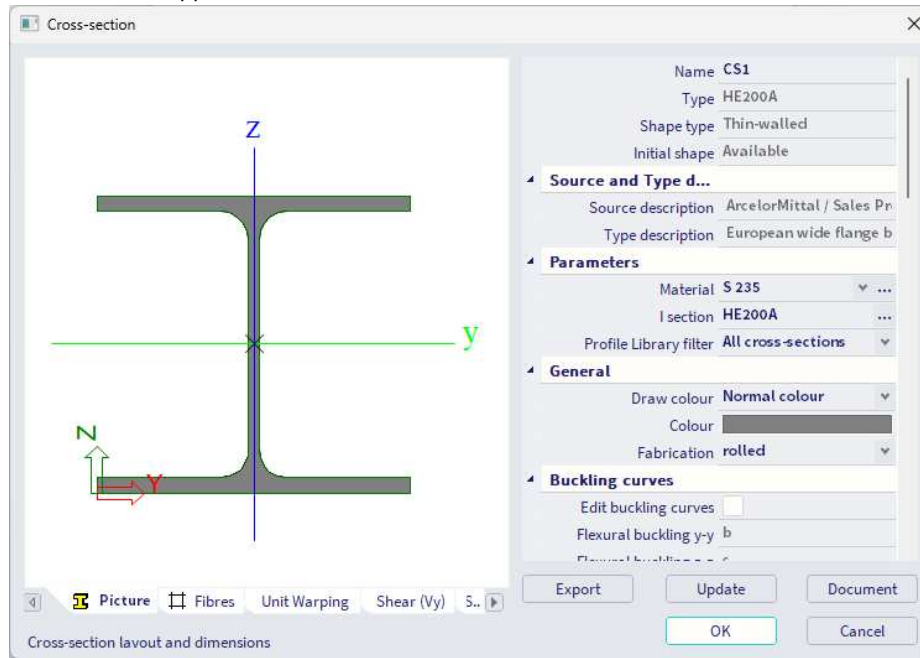 Cross-section
Name CS1
Type HE200A
Shape type Thin-walled
Initial shape Available
Source and Type d...
Source description ArcelorMittal / Sales Pr
Type description European wide flange b
Parameters
Material S 235 ...
I section HE200A ...
Profile Library filter All cross-sections
General
Draw colour Normal colour
Colour
Fabrication rolled
Buckling curves
Edit buckling curves
Flexural buckling y-y b
z
y
Z
Y
Picture Fibres Unit Warping Shear (Vy) S..
Export Update Document
Cross-section layout and dimensions
OK Cancel